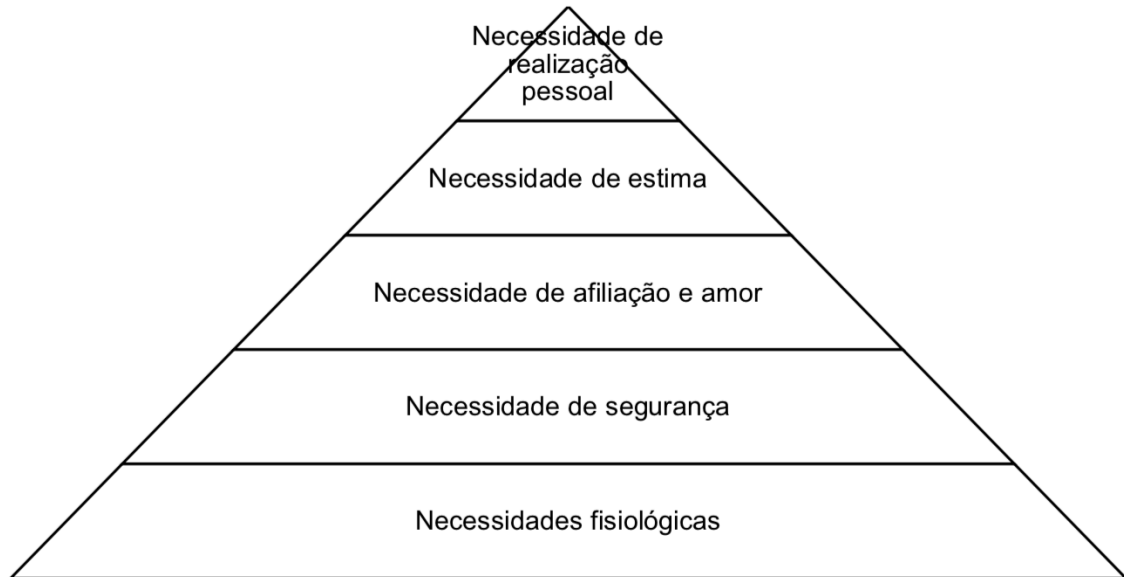 Necessidade de
realização
pessoal
Necessidade de estima
Necessidade de afiliação e amor
Necessidade de segurança
Necessidades fisiológicas